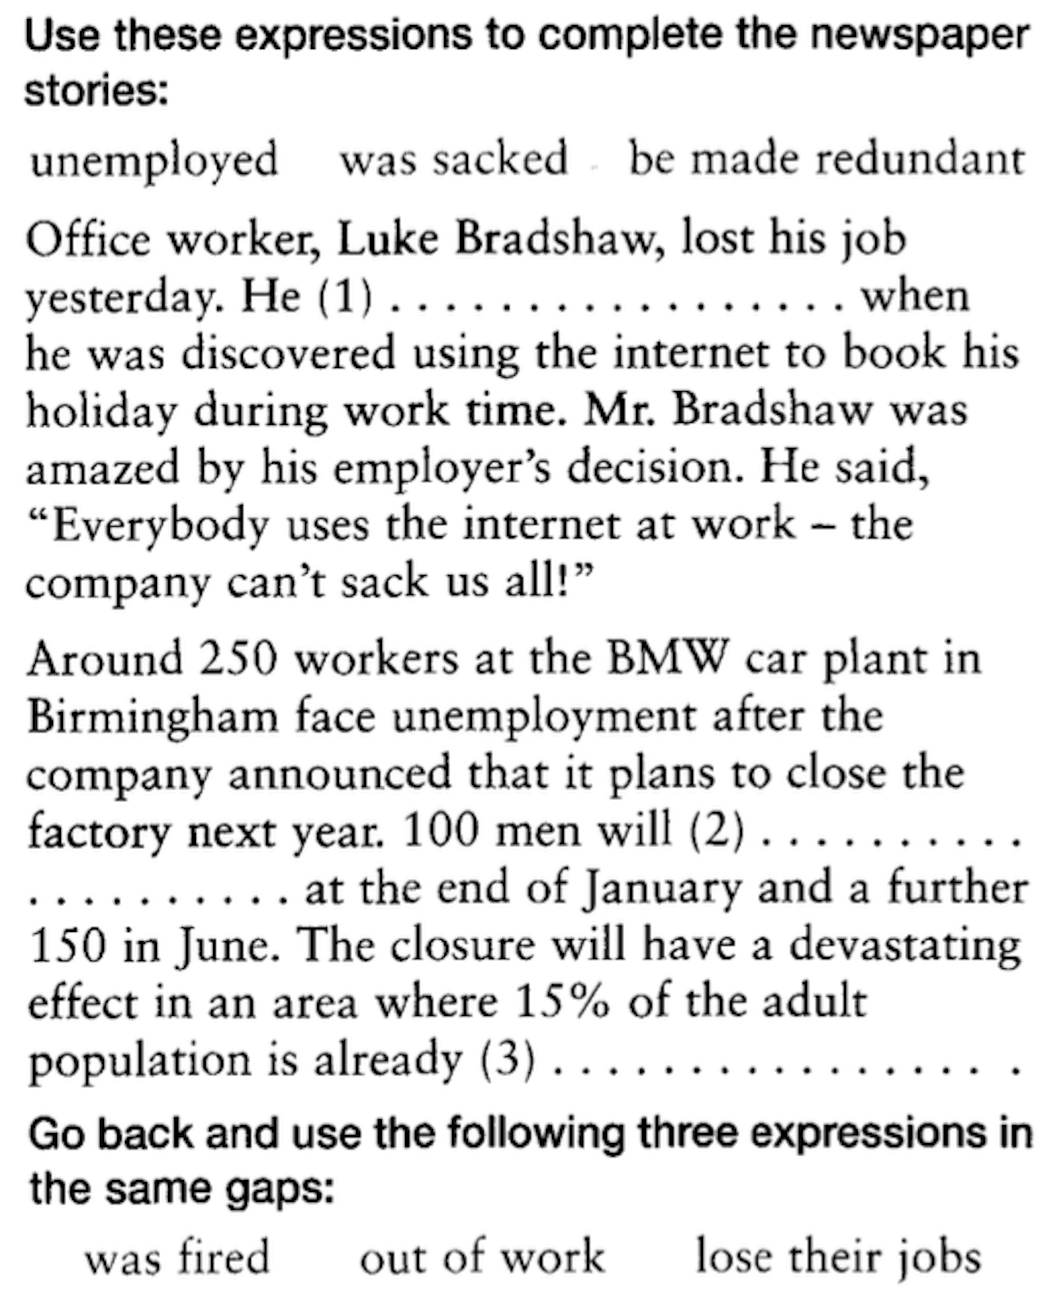 Use these expressions to complete the newspaper
stories:
unemployed was sacked be made redundant
Office worker, Luke Bradshaw, lost his job
yesterday. He (1) . . . . . . . . . . . . . . . . . when
he was discovered using the internet to book his
holiday during work time. Mr. Bradshaw was
amazed by his employer's decision. He said,
“Everybody uses the internet at work – the
company can't sack us all!”
Around 250 workers at the BMW car plant in
Birmingham face unemployment after the
company announced that it plans to close the
factory next year. 100 men will (2) . . . . . . . . . .
. . . . . . . . . . at the end of January and a further
150 in June. The closure will have a devastating
effect in an area where 15% of the adult
population is already (3) . . . . . . . . . . . . . . . . .
Go back and use the following three expressions in
the same gaps:
was fired out of work lose their jobs